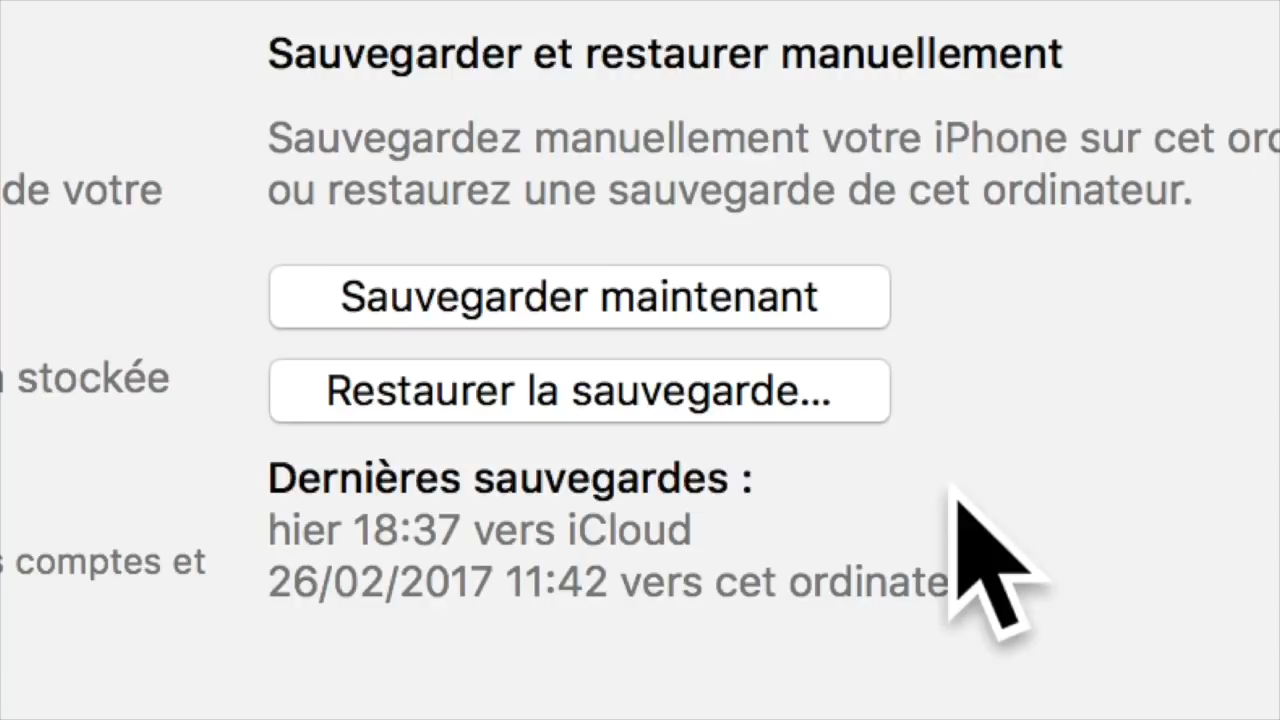 Sauvegarder et restaurer manuellement
Sauvegardez manuellement votre iPhone sur cet
de votre
ou restaurez une sauvegarde de cet ordinateur.
Sauvegarder maintenant
stockée
Restaurer la sauvegarde...
Dernières sauvegardes :
hier 18:37 vers iCloud
comptes et
26/02/2017 11:42 vers cet